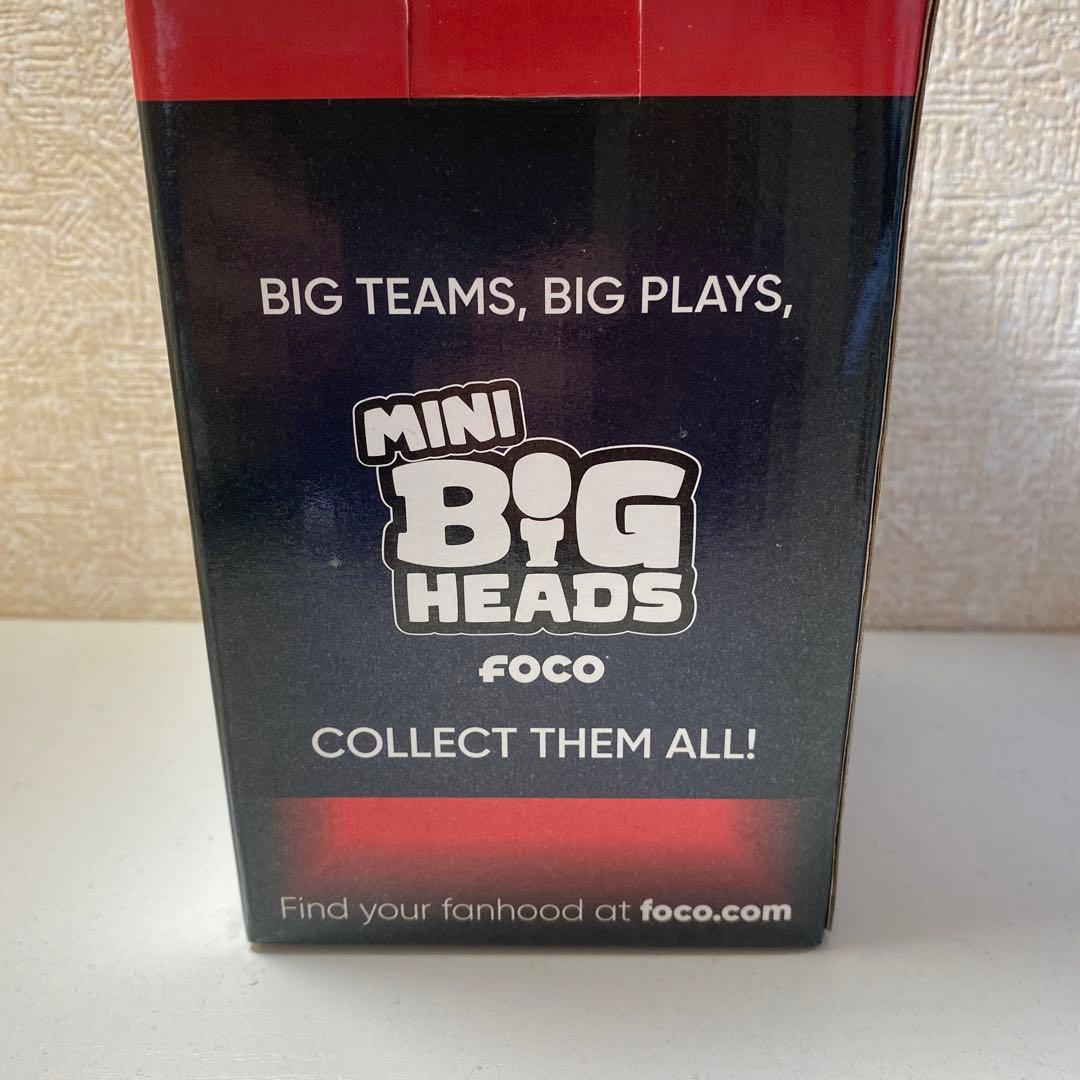 BIG TEAMS, BIG PLAYS,
MINI
BIG
HEADS
FOCO
COLLECT THEM ALL!
Find your fanhood at foco.com